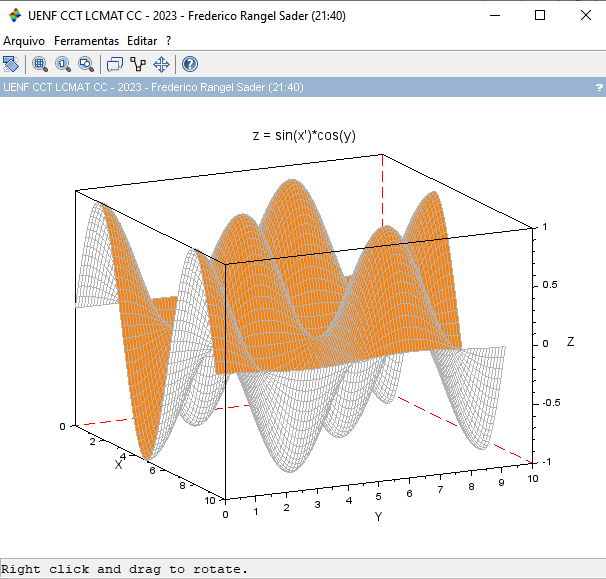 UENF CCT LCMAT CC - 2023 - Frederico Rangel Sader (21:40)
Arquivo Ferramentas Editar ?
UENF CCT LCMAT CC - 2023 - Frederico Rangel Sader (21:40) ?
z = sin(x')*cos(y)
1
0.5
0 Z
-0.5
-1
0
2
4
X
6
8
10
0 1 2 3 4 5 6 7 8 9 10
Y
Right click and drag to rotate.